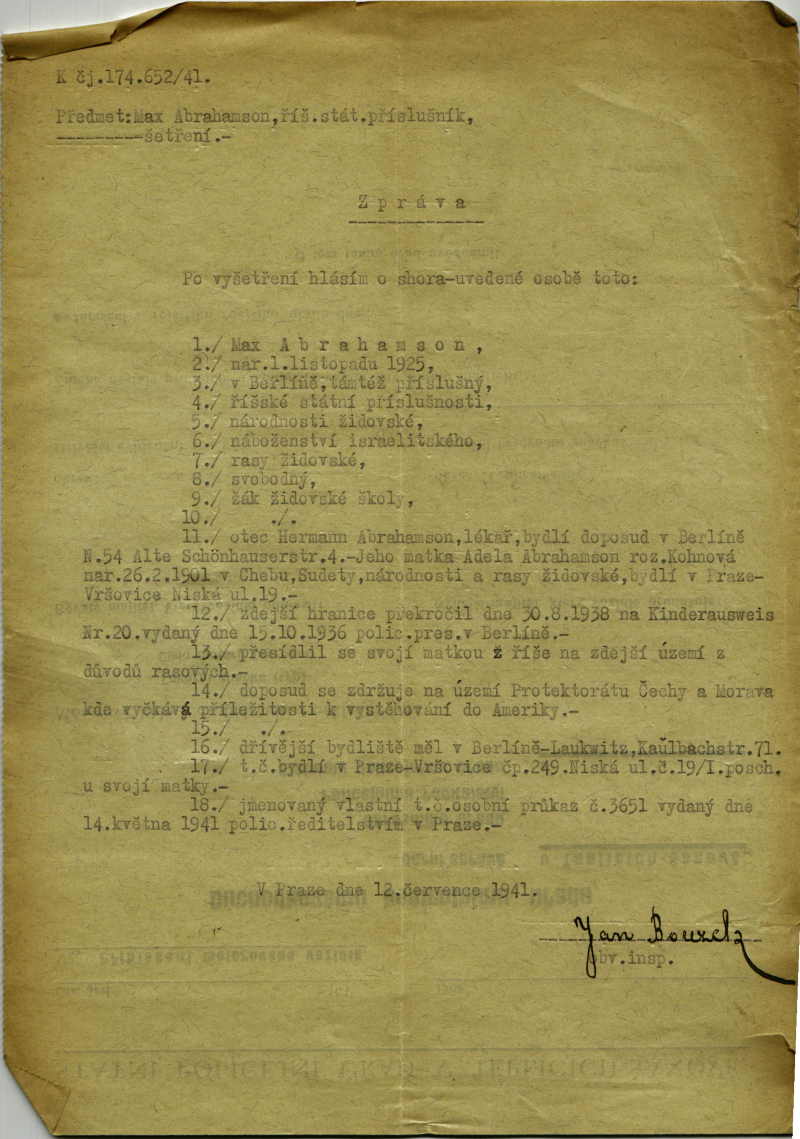 K čj.174.652/41.
Předmet:Max Abrahamson,říš.stát.příslušník,
---------šetření.-
Z p r á v a
Po vyšetření hlásím o shora-uvedené osobě toto:
1./ Max A b r a h a m s o n ,
2./ nar.1.listopadu 1925,
3./ v Berlíně,tamtéž příslušný,
4./ říšské státní příslušnosti,
5./ národnosti židovské,
6./ náboženství israelitského,
7./ rasy židovské,
8./ svobodný,
9./ žák židovské školy,
10./ ./.
11./ otec Hermann Abrahamson,lékař,bydlí doposud v Berlíně
N.54 Alte Schönhauserstr.4.-Jeho matka Adela Abrahamson roz.Kohnová
nar.26.2.1901 v Chebu,Sudety,národnosti a rasy židovské,bydlí v Praze-
Vršovice Niská ul.19.-
12./ zdejší hranice překročil dne 30.8.1938 na Kinderausweis
Nr.20.vydaný dne 15.10.1936 polic.pres.v Berlíně.-
13./ přesídlil se svojí matkou z říše na zdejší území z
důvodů rasových.-
14./ doposud se zdržuje na území Protektorátu Čechy a Morava
kde vyčkává příležitosti k vystěhování do Ameriky.-
15./ ./.
16./ dřívější bydliště měl v Berlíně-Laukwitz,Kaulbachstr.71.
17./ t.č.bydlí v Praze-Vršovice čp.249.Niská ul.č.19/I.posch.
u svojí matky.-
18./ jmenovaný vlastní t.č.osobní průkaz č.3651 vydaný dne
14.května 1941 polic.ředitelstvím v Praze.-
V Praze dne 12.července 1941.
Jan Bouzek
obv.insp.